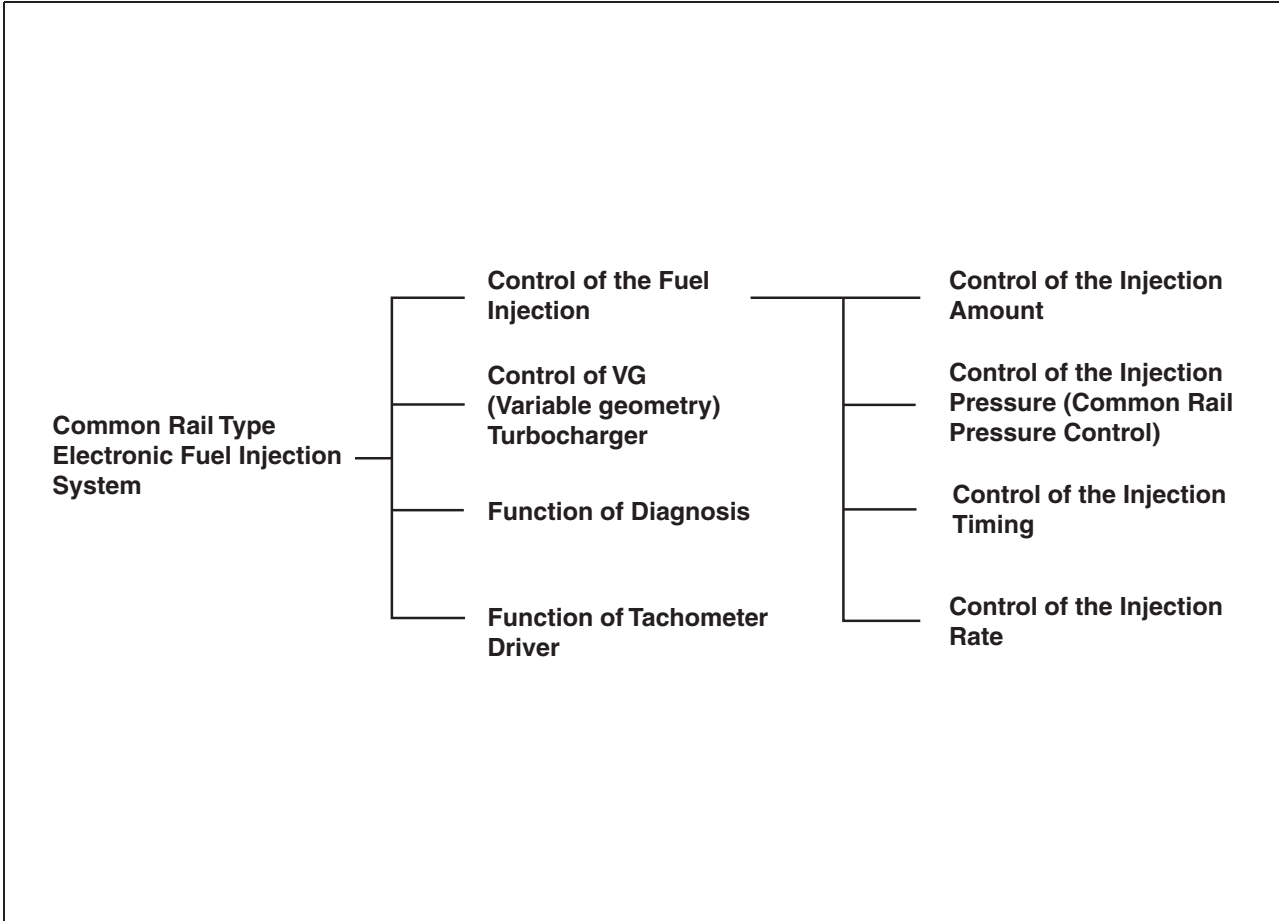 Common Rail Type
Electronic Fuel Injection
System
Control of the Fuel
Injection
Control of VG
(Variable geometry)
Turbocharger
Function of Diagnosis
Function of Tachometer
Driver
Control of the Injection
Amount
Control of the Injection
Pressure (Common Rail
Pressure Control)
Control of the Injection
Timing
Control of the Injection
Rate